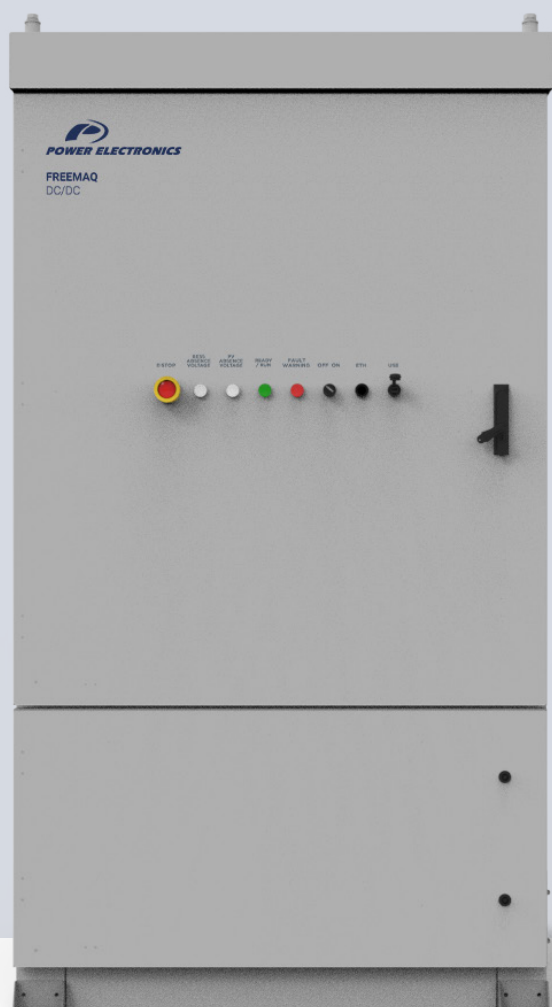 POWER ELECTRONICS
FREEMAQ
DC/DC
E-STOP
BESS ABSENCE VOLTAGE
PV ABSENCE VOLTAGE
READY / RUN
FAULT WARNING
OFF ON
ETH
USB